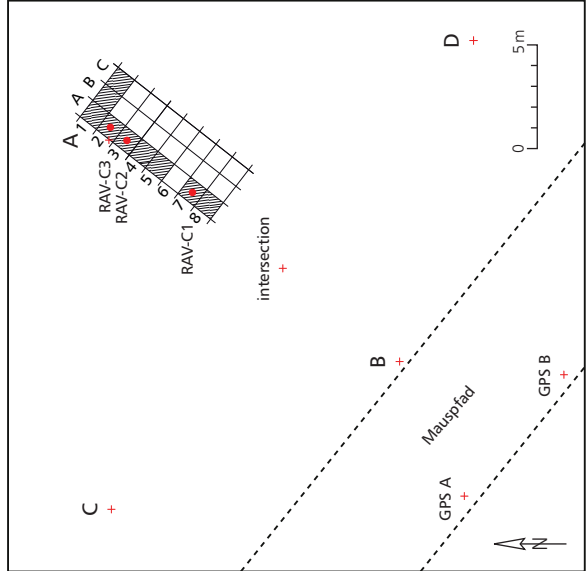 D
5 m
0
A
B
C
A
1
2
3
4
5
6
7
8
RAV-C3
RAV-C2
RAV-C1
intersection
B
GPS B
Mauspfad
GPS A
C
N